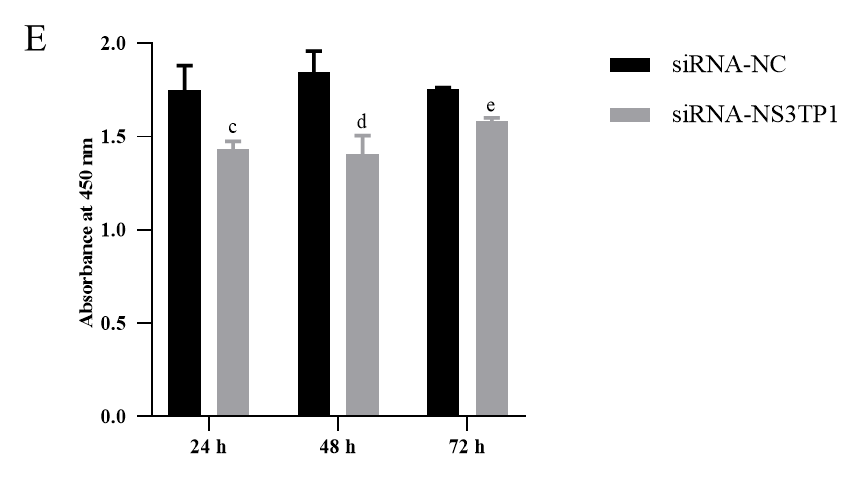 E
siRNA-NC
siRNA-NS3TP1
Absorbance at 450 nm
2.0
1.5
1.0
0.5
0.0
c
d
e
24 h
48 h
72 h